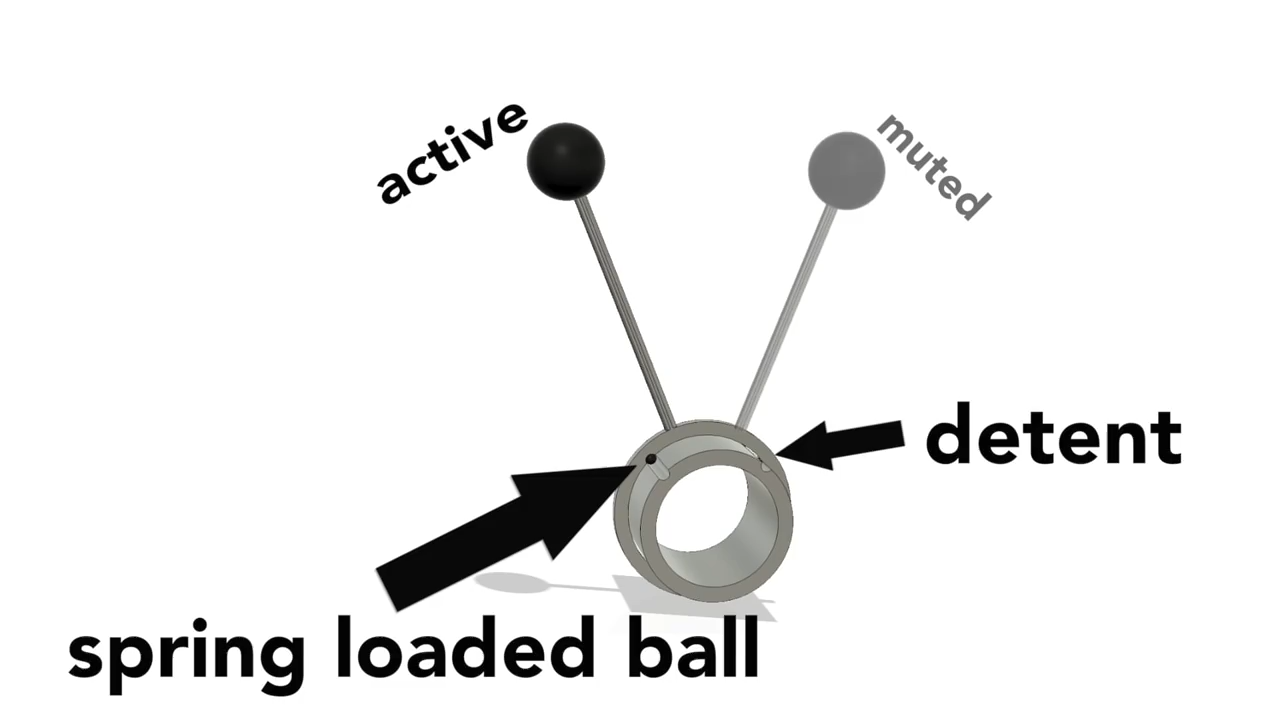 active
muted
detent
spring loaded ball